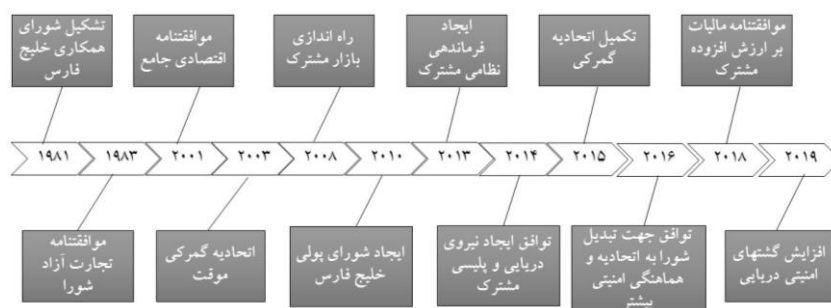 تشکیل شورای
همکاری خلیج
فارس
موافقتنامه
اقتصادی جامع
راه اندازی
بازار مشترک
ایجاد
فرماندهی
نظامی مشترک
تکمیل اتحادیه
گمرکی
موافقتنامه مالیات
بر ارزش افزوده
مشترک
۱۹۸۱
۱۹۸۳
۲۰۰۱
۲۰۰۳
۲۰۰۸
۲۰۱۰
۲۰۱۳
۲۰۱۴
۲۰۱۵
۲۰۱۶
۲۰۱۸
۲۰۱۹
موافقتنامه
تجارت آزاد
شورا
اتحادیه گمرکی
موقت
ایجاد شورای پولی
خلیج فارس
توافق ایجاد نیروی
دریایی و پلیسی
مشترک
توافق جهت تبدیل
شورا به اتحادیه و
هماهنگی امنیتی
بیشتر
افزایش گشتهای
امنیتی دریایی